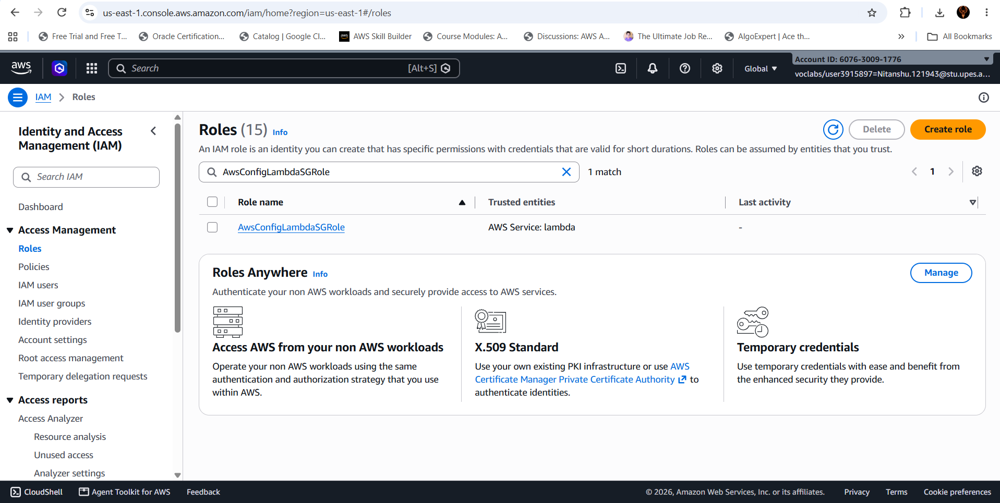 us-east-1.console.aws.amazon.com/iam/home?region=us-east-1#/roles
Free Trial and Free T...
Oracle Certification...
Catalog | Google Cl...
aws
AWS Skill Builder
Course Modules: A...
Discussions: AWS A...
The Ultimate Job Re...
AlgoExpert | Ace th...
All Bookmarks
aws
Search
[Alt+S]
Global
Account ID: 6076-3009-1776
voclabs/user3915897=Nitanshu.121943@stu.upes.a...
IAM
Roles
Identity and Access
Management (IAM)
Search IAM
Dashboard
Access Management
Roles
Policies
IAM users
IAM user groups
Identity providers
Account settings
Root access management
Temporary delegation requests
Access reports
Access Analyzer
Resource analysis
Unused access
Analyzer settings
Roles (15) Info
Delete
Create role
An IAM role is an identity you can create that has specific permissions with credentials that are valid for short durations. Roles can be assumed by entities that you trust.
AwsConfigLambdaSGRole
1 match
1
Role name
Trusted entities
Last activity
AwsConfigLambdaSGRole
AWS Service: lambda
-
Roles Anywhere Info
Manage
Authenticate your non AWS workloads and securely provide access to AWS services.
Access AWS from your non AWS workloads
Operate your non AWS workloads using the same
authentication and authorization strategy that you use
within AWS.
X.509 Standard
Use your own existing PKI infrastructure or use AWS
Certificate Manager Private Certificate Authority to
authenticate identities.
Temporary credentials
Use temporary credentials with ease and benefit from
the enhanced security they provide.
CloudShell
Agent Toolkit for AWS
Feedback
© 2026, Amazon Web Services, Inc. or its affiliates.
Privacy
Terms
Cookie preferences